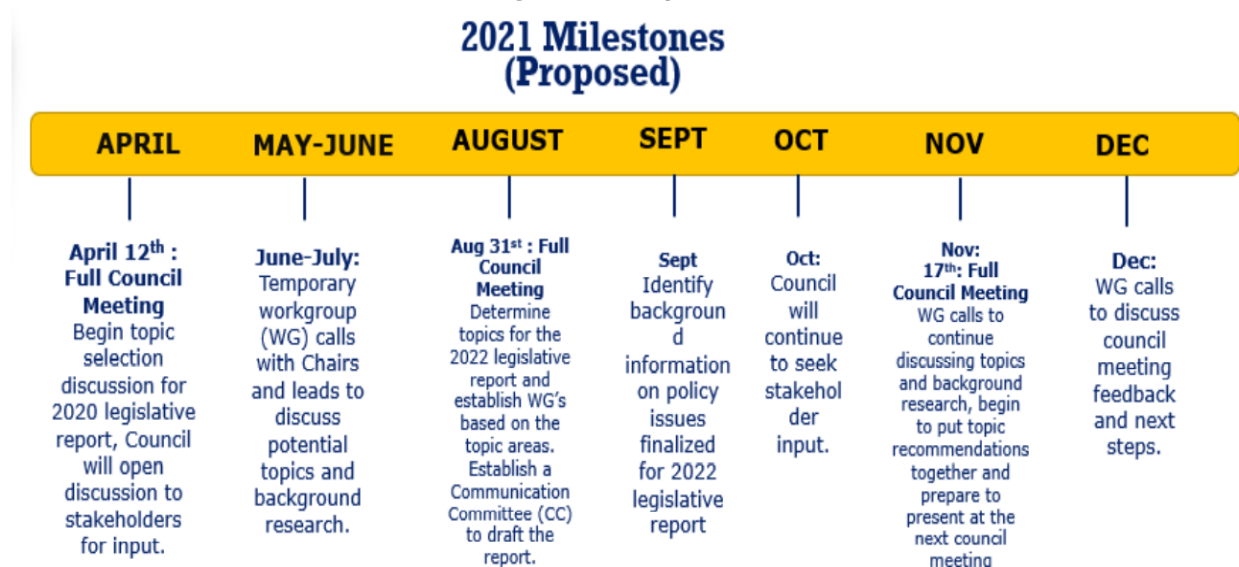 2021 Milestones
(Proposed)
APRIL
MAY-JUNE
AUGUST
SEPT
OCT
NOV
DEC
April 12th :
Full Council
Meeting
Begin topic
selection
discussion for
2020 legislative
report, Council
will open
discussion to
stakeholders
for input.
June-July:
Temporary
workgroup
(WG) calls
with Chairs
and leads to
discuss
potential
topics and
background
research.
Aug 31st : Full
Council
Meeting
Determine
topics for the
2022 legislative
report and
establish WG's
based on the
topic areas.
Establish a
Communication
Committee (CC)
to draft the
report.
Sept
Identify
backgroun
d
information
on policy
issues
finalized
for 2022
legislative
report
Oct:
Council
will
continue
to seek
stakehol
der
input.
Nov:
17th: Full
Council Meeting
WG calls to
continue
discussing topics
and background
research, begin
to put topic
recommendations
together and
prepare to
present at the
next council
meeting
Dec:
WG calls
to discuss
council
meeting
feedback
and next
steps.